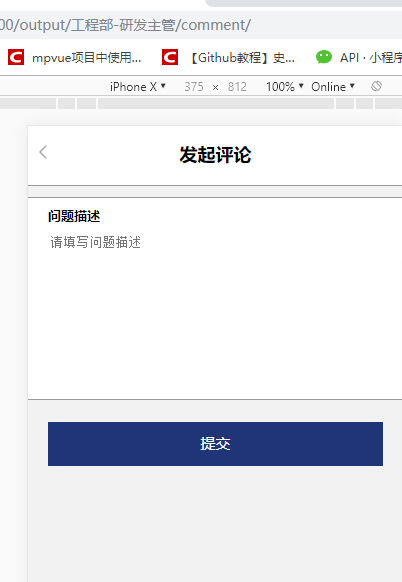 00/output/工程部-研发主管/comment/
mpvue项目中使用... 【Github教程】史... API · 小程序
iPhone X ▼ 375 × 812 100% ▼ Online ▼
发起评论
问题描述
请填写问题描述
提交